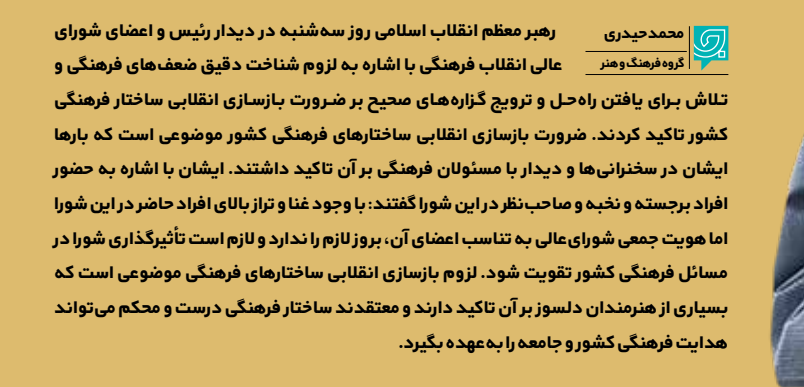 محمد حیدری
گروه فرهنگ و هنر
رهبر معظم انقلاب اسلامی روز سه‌شنبه در دیدار رئیس و اعضای شورای
عالی انقلاب فرهنگی با اشاره به لزوم شناخت دقیق ضعف‌های فرهنگی و
تلاش برای یافتن راه‌حل و ترویج گزاره‌های صحیح بر ضرورت بازسازی انقلابی ساختار فرهنگی
کشور تاکید کردند. ضرورت بازسازی انقلابی ساختارهای فرهنگی کشور موضوعی است که بارها
ایشان در سخنرانی‌ها و دیدار با مسئولان فرهنگی بر آن تاکید داشتند. ایشان با اشاره به حضور
افراد برجسته و نخبه و صاحب‌نظر در این شورا گفتند: با وجود غنا و تراز بالای افراد حاضر در این شورا
اما هویت جمعی شورای‌عالی به تناسب اعضای آن، بروز لازم را ندارد و لازم است تأثیرگذاری شورا در
مسائل فرهنگی کشور تقویت شود. لزوم بازسازی انقلابی ساختارهای فرهنگی موضوعی است که
بسیاری از هنرمندان دلسوز بر آن تاکید دارند و معتقدند ساختار فرهنگی درست و محکم می‌تواند
هدایت فرهنگی کشور و جامعه را به‌عهده بگیرد.